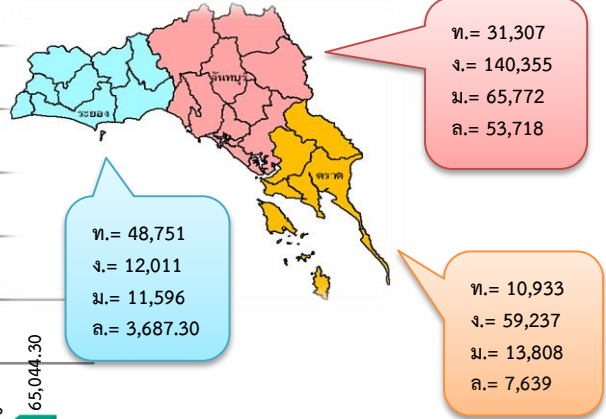 ท.= 31,307
ง.= 140,355
ม.= 65,772
ล.= 53,718
จันทบุรี
ระยอง
ตราด
ท.= 48,751
ง.= 12,011
ม.= 11,596
ล.= 3,687.30
ท.= 10,933
ง.= 59,237
ม.= 13,808
ล.= 7,639
65,044.30